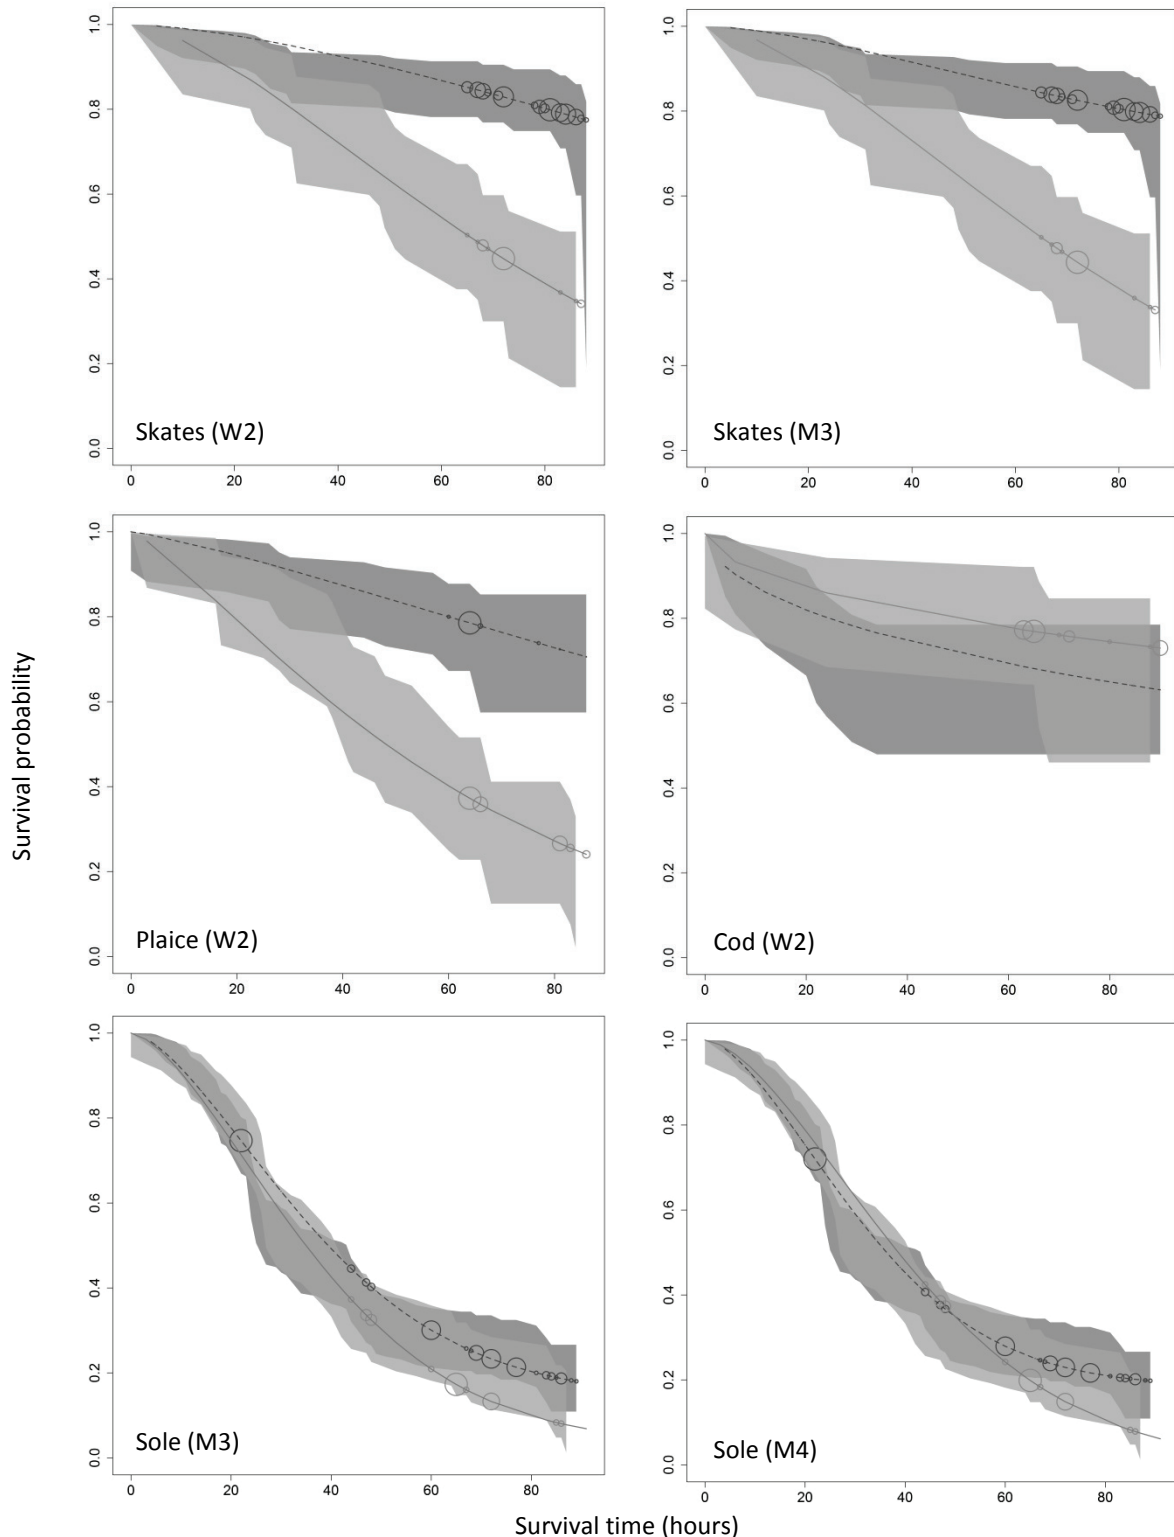 Survival probability
1.0
0.8
0.6
0.4
0.2
0.0
Skates (W2)
0 20 40 60 80
1.0
0.8
0.6
0.4
0.2
0.0
Skates (M3)
0 20 40 60 80
1.0
0.8
0.6
0.4
0.2
0.0
Plaice (W2)
0 20 40 60 80
1.0
0.8
0.6
0.4
0.2
0.0
Cod (W2)
0 20 40 60 80
1.0
0.8
0.6
0.4
0.2
0.0
Sole (M3)
0 20 40 60 80
1.0
0.8
0.6
0.4
0.2
0.0
Sole (M4)
0 20 40 60 80
Survival time (hours)